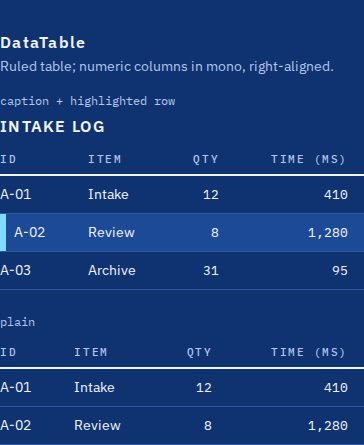 DataTable
Ruled table; numeric columns in mono, right-aligned.
caption + highlighted row
INTAKE LOG
ID ITEM QTY TIME (MS)
A-01 Intake 12 410
A-02 Review 8 1,280
A-03 Archive 31 95
plain
ID ITEM QTY TIME (MS)
A-01 Intake 12 410
A-02 Review 8 1,280